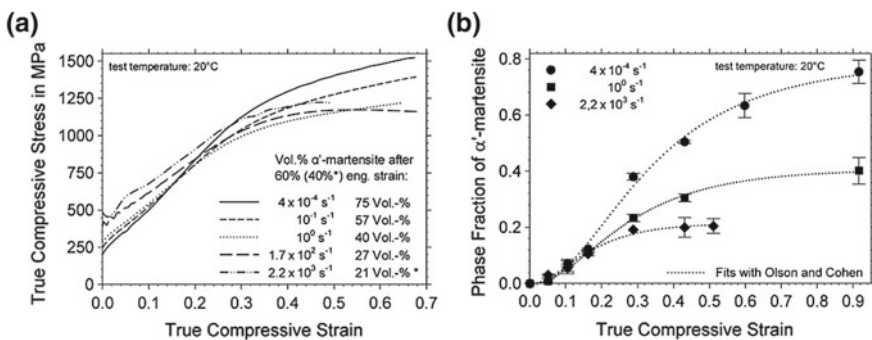 (a)
True Compressive Stress in MPa
1500
1250
1000
750
500
250
0
test temperature: 20°C
Vol.% α'-martensite after
60% (40%*) eng. strain:
4 x 10⁻⁴ s⁻¹ 75 Vol.-%
10⁻¹ s⁻¹ 57 Vol.-%
10⁰ s⁻¹ 40 Vol.-%
1.7 x 10² s⁻¹ 27 Vol.-%
2.2 x 10³ s⁻¹ 21 Vol.-% *
0.0 0.1 0.2 0.3 0.4 0.5 0.6 0.7
True Compressive Strain
(b)
Phase Fraction of α'-martensite
0.8
0.6
0.4
0.2
0.0
4 x 10⁻⁴ s⁻¹
10⁰ s⁻¹
2,2 x 10³ s⁻¹
test temperature: 20°C
Fits with Olson and Cohen
0.0 0.1 0.2 0.3 0.4 0.5 0.6 0.7 0.8 0.9
True Compressive Strain